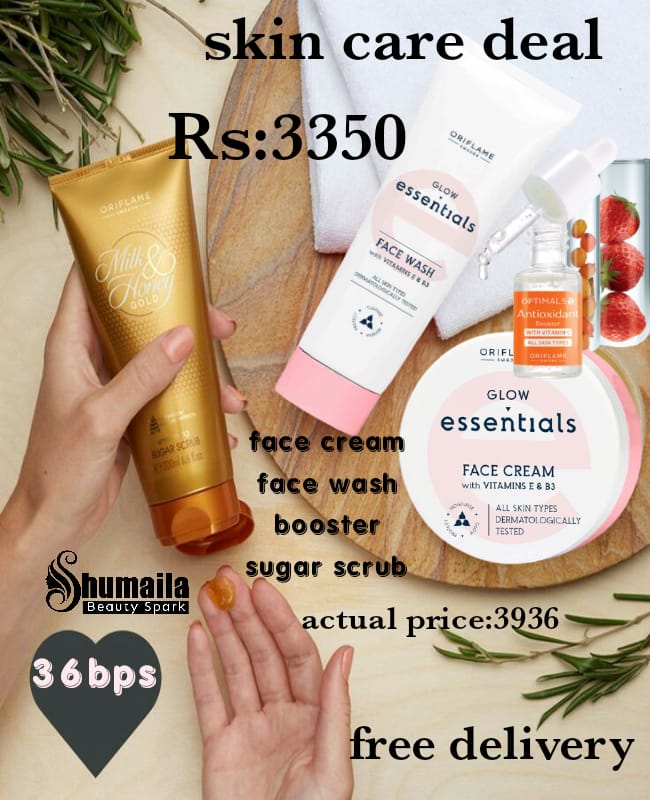 skin care deal
Rs:3350
ORIFLAME
SWEDEN
Milk &
Honey
GOLD
SUGAR SCRUB
ORIFLAME
SWEDEN
GLOW
essentials
FACE WASH
with VITAMINS E & B3
ALL SKIN TYPES
DERMATOLOGICALLY
TESTED
OPTIMALS
Antioxidant
Booster
WITH VITAMIN C
ALL SKIN TYPES
ORIFLAME
GLOW
essentials
FACE CREAM
with VITAMINS E & B3
ALL SKIN TYPES
DERMATOLOGICALLY
TESTED
face cream
face wash
booster
sugar scrub
Shumaila
Beauty Spark
actual price:3936
36bps
free delivery